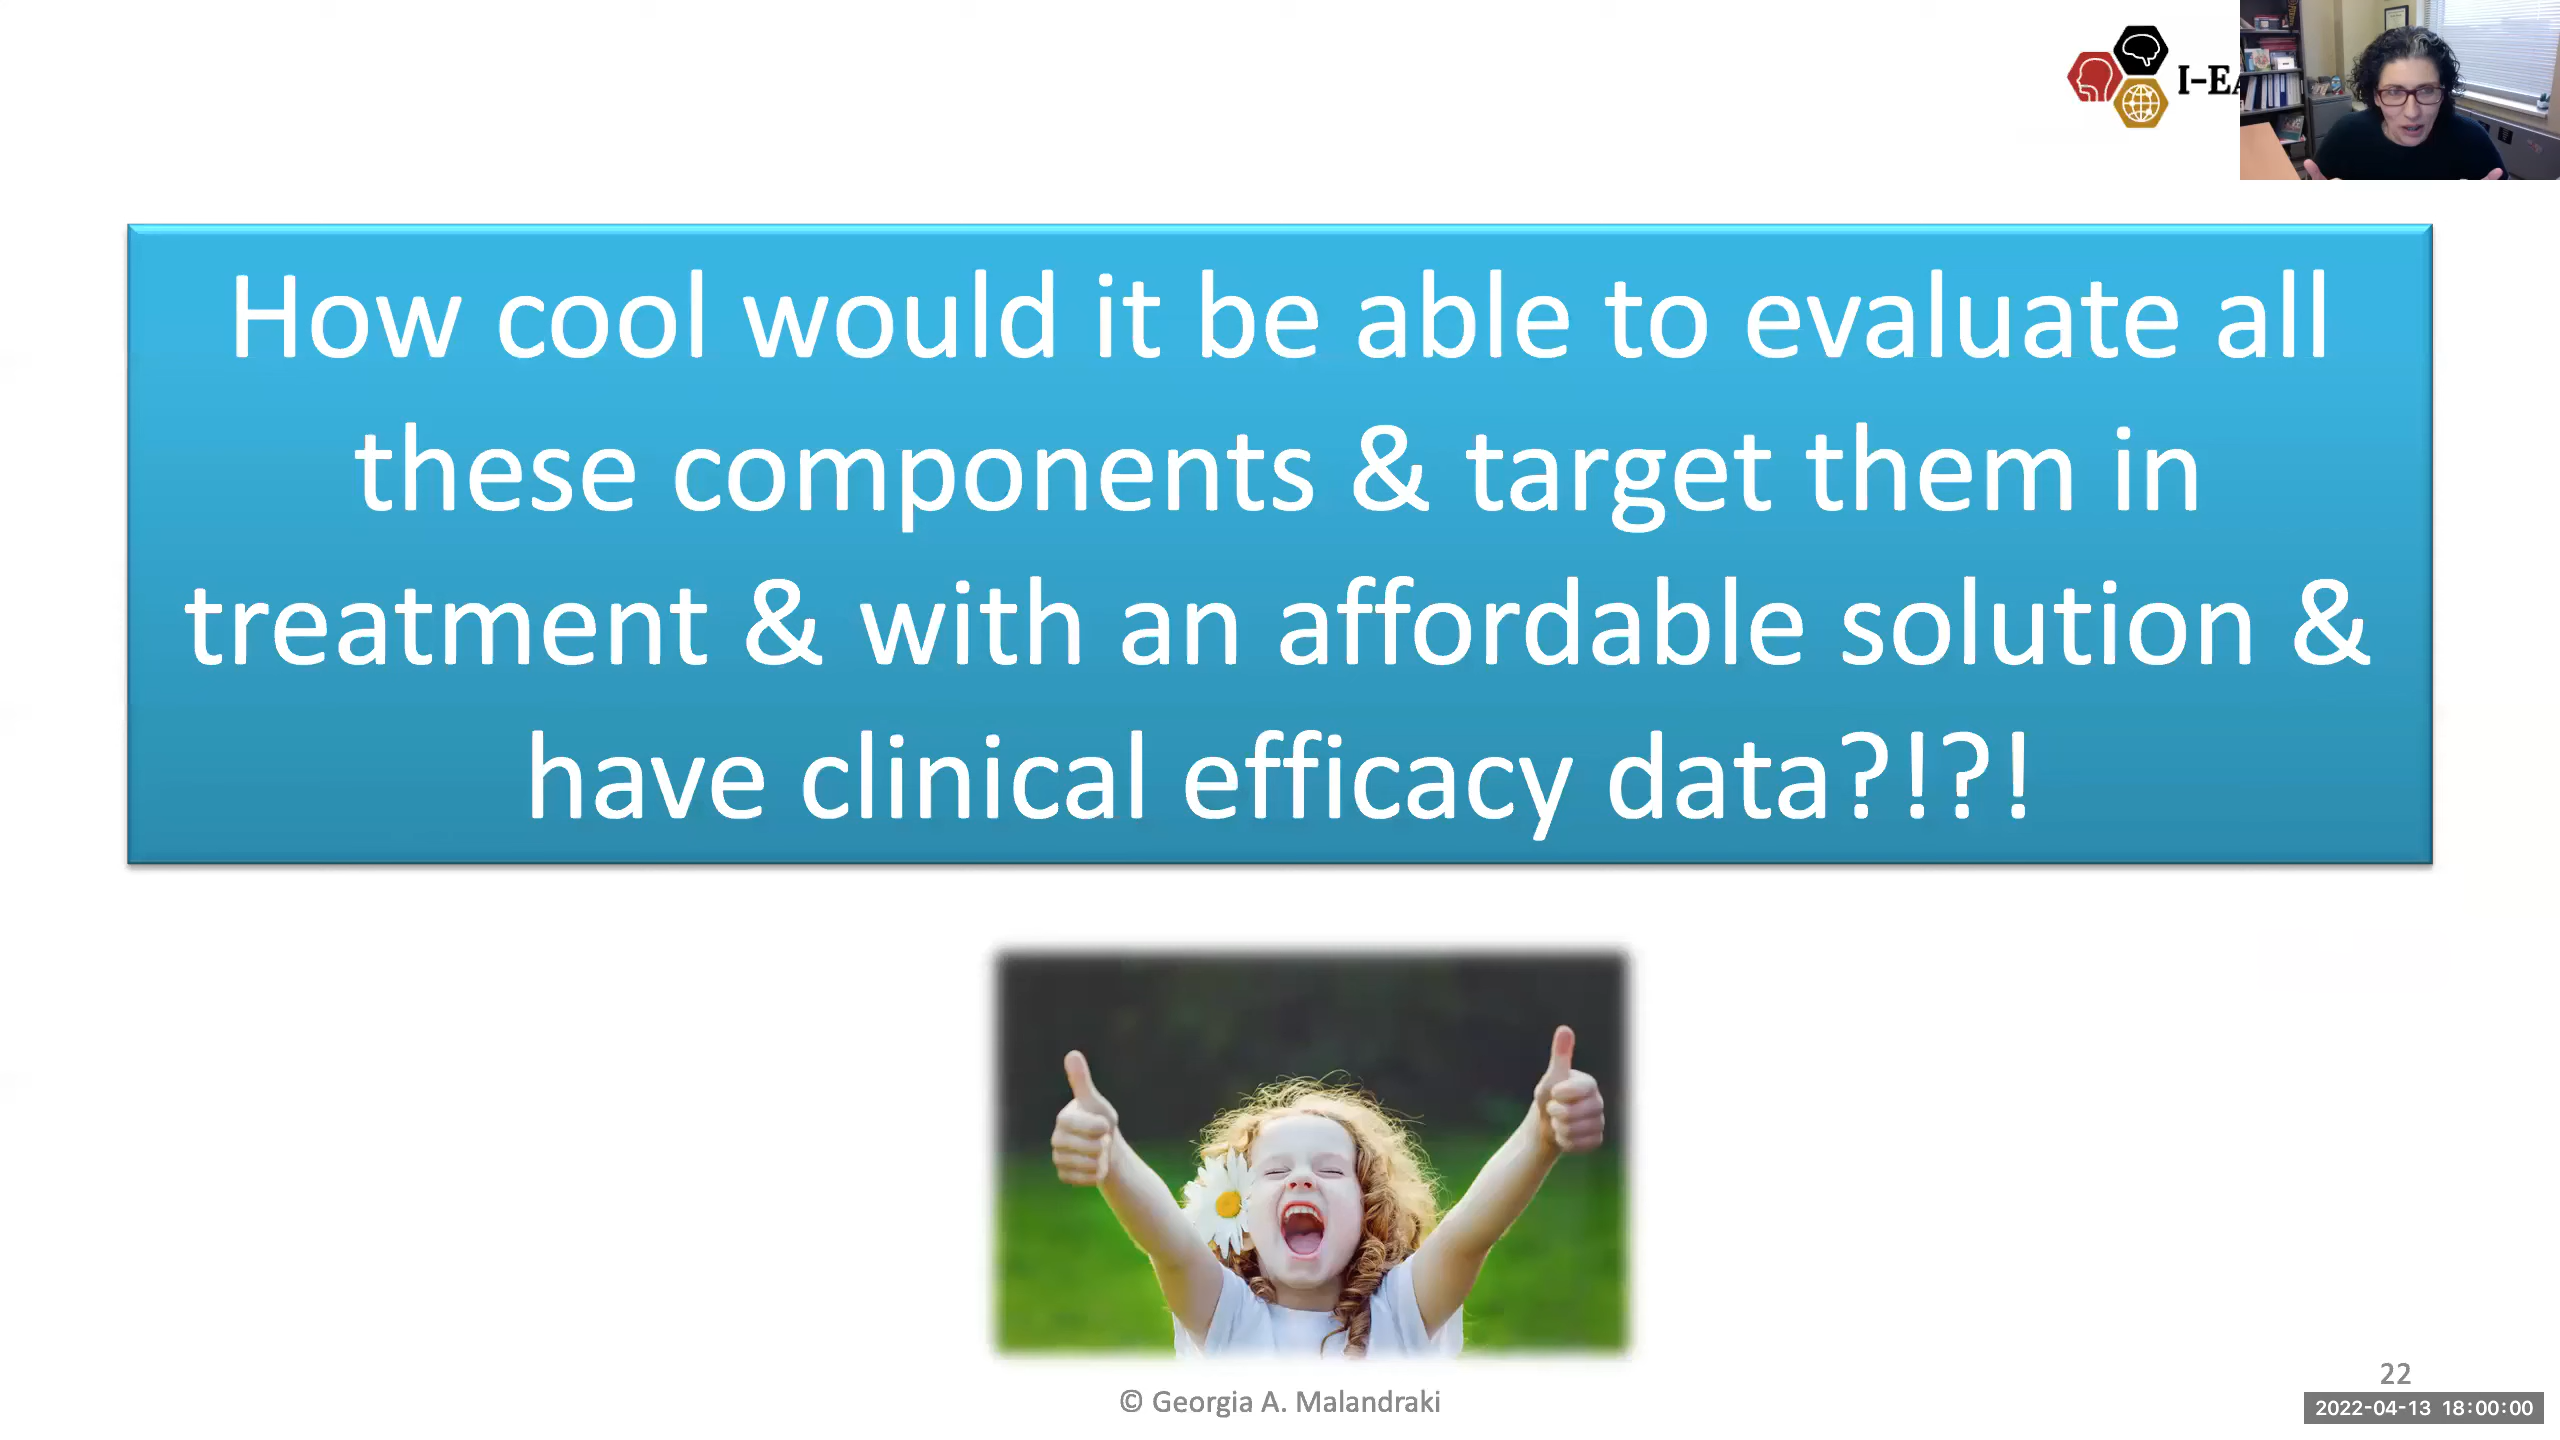 I-EA
How cool would it be able to evaluate all
these components & target them in
treatment & with an affordable solution &
have clinical efficacy data?!?!
22
© Georgia A. Malandraki
2022-04-13 18:00:00